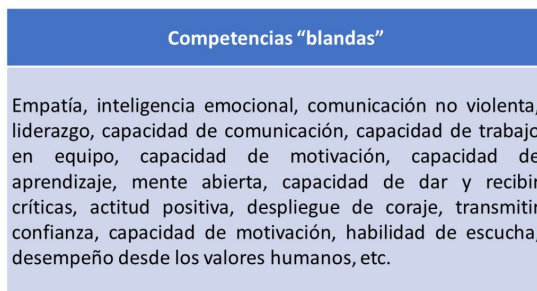 Competencias “blandas”
Empatía, inteligencia emocional, comunicación no violenta,
liderazgo, capacidad de comunicación, capacidad de trabajo
en equipo, capacidad de motivación, capacidad de
aprendizaje, mente abierta, capacidad de dar y recibir
críticas, actitud positiva, despliegue de coraje, transmitir
confianza, capacidad de motivación, habilidad de escucha,
desempeño desde los valores humanos, etc.